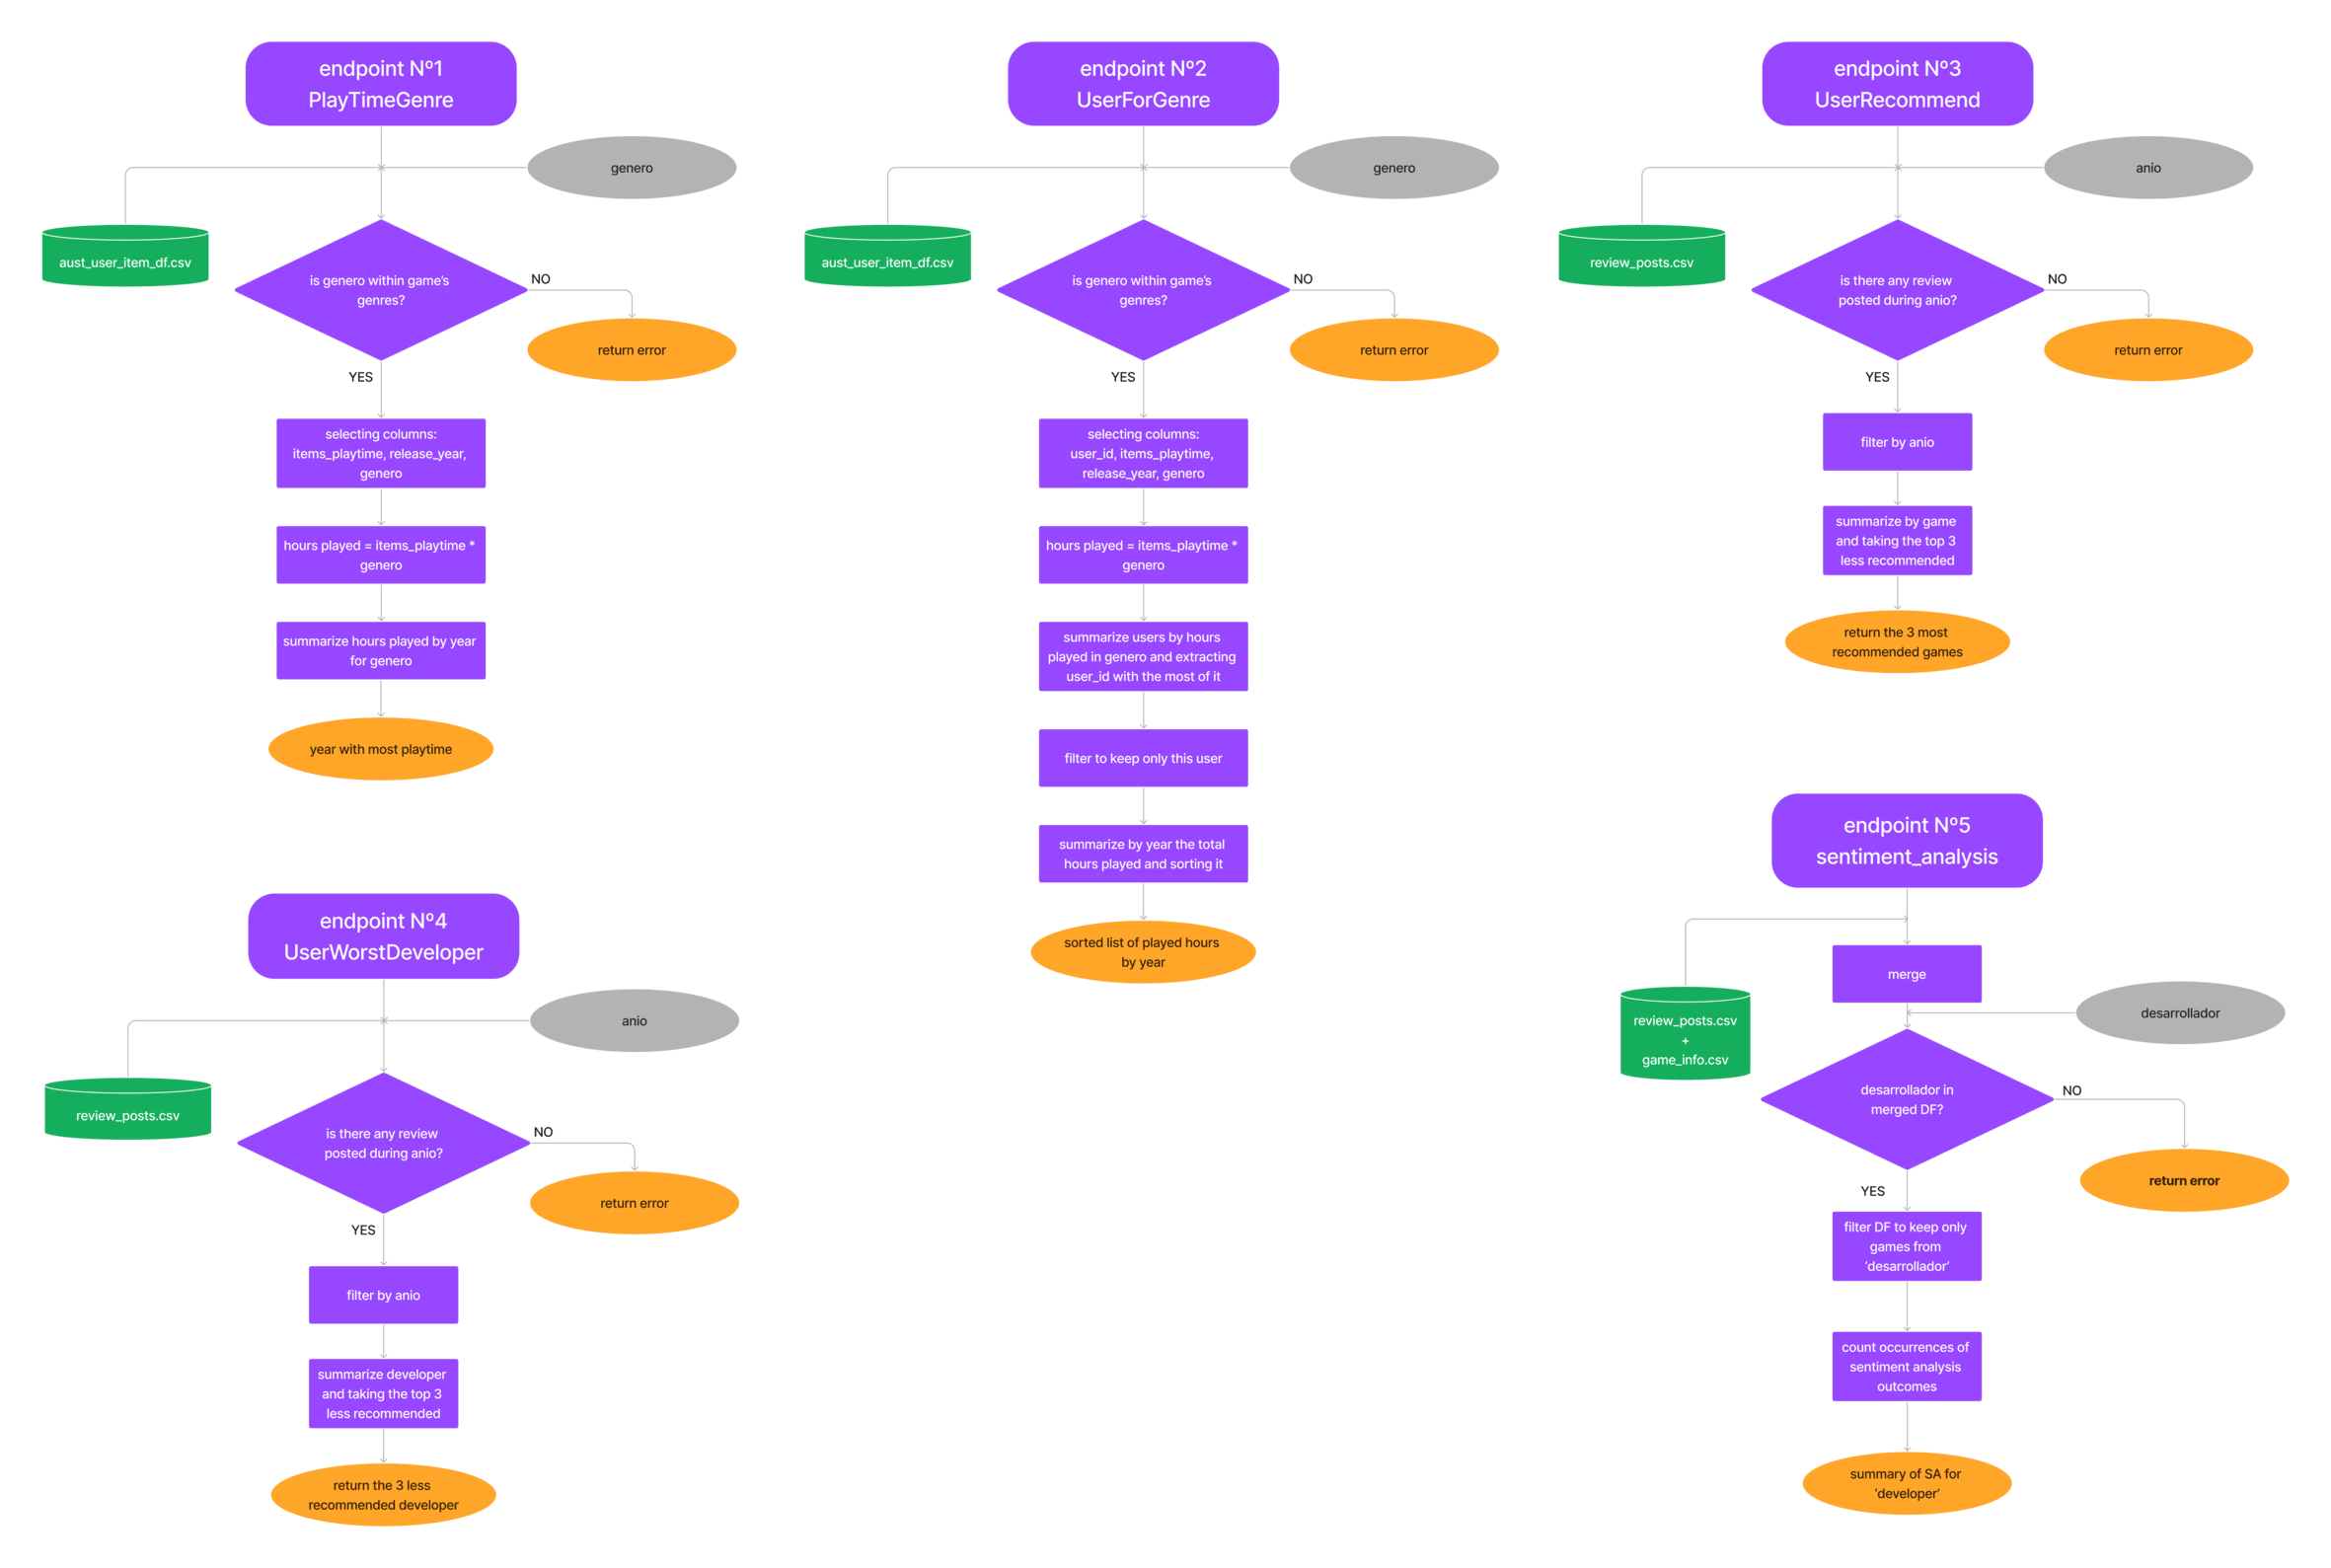 endpoint Nº1
PlayTimeGenre
genero
aust_user_item_df.csv
is genero within game's
genres?
NO
return error
YES
selecting columns:
items_playtime, release_year,
genero
hours played = items_playtime *
genero
summarize hours played by year
for genero
year with most playtime
endpoint Nº2
UserForGenre
genero
aust_user_item_df.csv
is genero within game's
genres?
NO
return error
YES
selecting columns:
user_id, items_playtime,
release_year, genero
hours played = items_playtime *
genero
summarize users by hours
played in genero and extracting
user_id with the most of it
filter to keep only this user
summarize by year the total
hours played and sorting it
sorted list of played hours
by year
endpoint Nº3
UserRecommend
anio
review_posts.csv
is there any review
posted during anio?
NO
return error
YES
filter by anio
summarize by game
and taking the top 3
less recommended
return the 3 most
recommended games
endpoint Nº4
UserWorstDeveloper
anio
review_posts.csv
is there any review
posted during anio?
NO
return error
YES
filter by anio
summarize developer
and taking the top 3
less recommended
return the 3 less
recommended developer
endpoint Nº5
sentiment_analysis
merge
review_posts.csv
+
game_info.csv
desarrollador
desarrollador in
merged DF?
NO
return error
YES
filter DF to keep only
games from
‘desarrollador’
count occurrences of
sentiment analysis
outcomes
summary of SA for
‘developer’